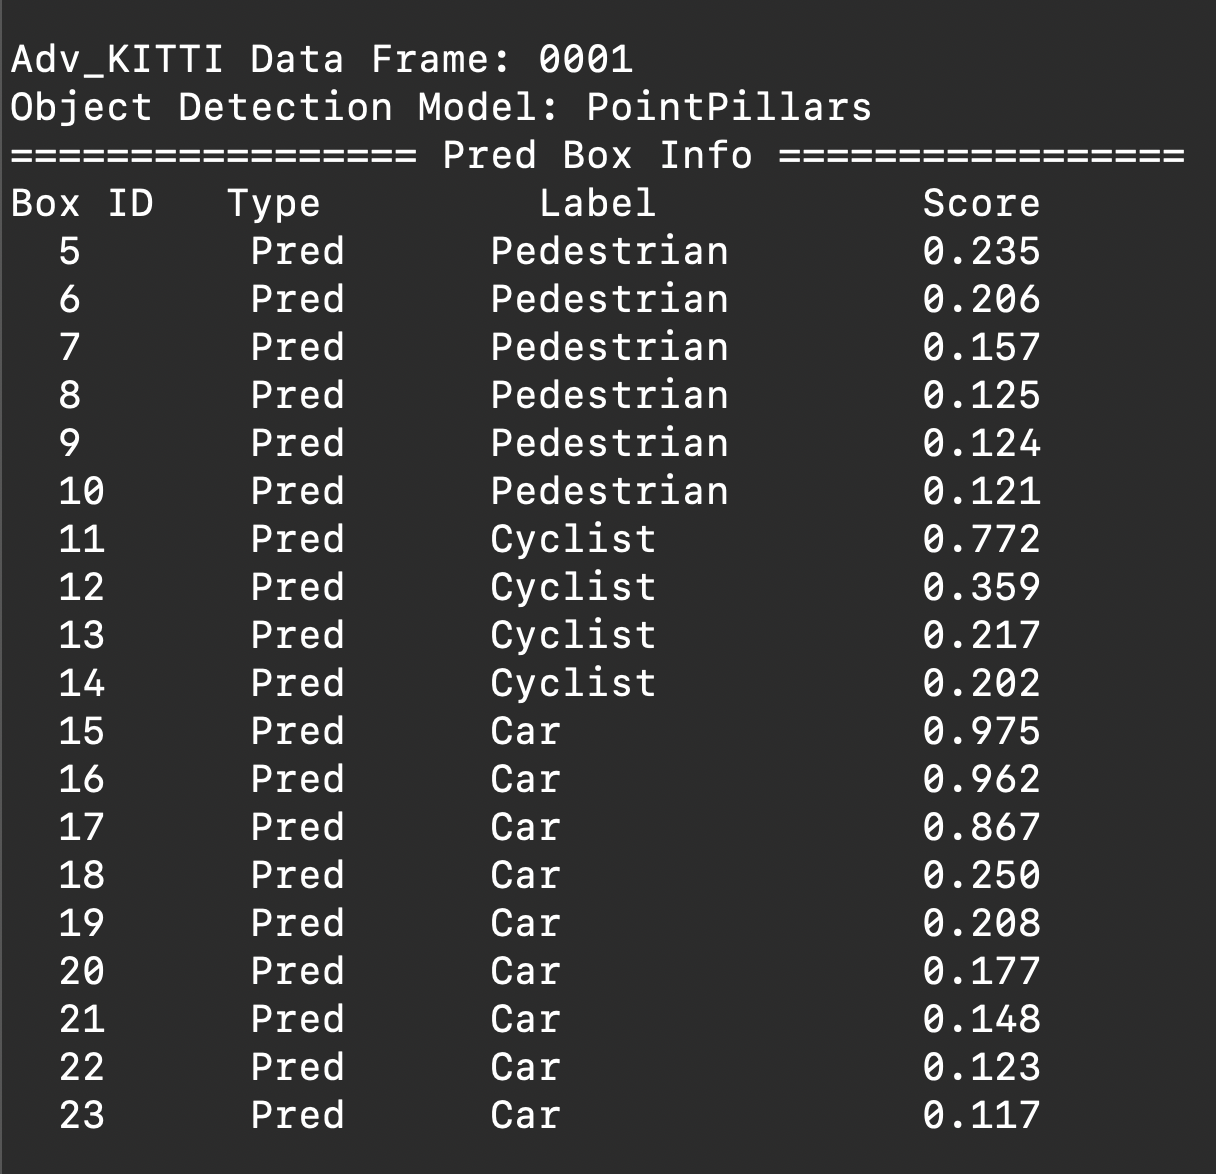 Adv_KITTI Data Frame: 0001
Object Detection Model: PointPillars
================= Pred Box Info =================
Box ID   Type         Label           Score
  5       Pred      Pedestrian        0.235
  6       Pred      Pedestrian        0.206
  7       Pred      Pedestrian        0.157
  8       Pred      Pedestrian        0.125
  9       Pred      Pedestrian        0.124
  10      Pred      Pedestrian        0.121
  11      Pred      Cyclist           0.772
  12      Pred      Cyclist           0.359
  13      Pred      Cyclist           0.217
  14      Pred      Cyclist           0.202
  15      Pred      Car               0.975
  16      Pred      Car               0.962
  17      Pred      Car               0.867
  18      Pred      Car               0.250
  19      Pred      Car               0.208
  20      Pred      Car               0.177
  21      Pred      Car               0.148
  22      Pred      Car               0.123
  23      Pred      Car               0.117